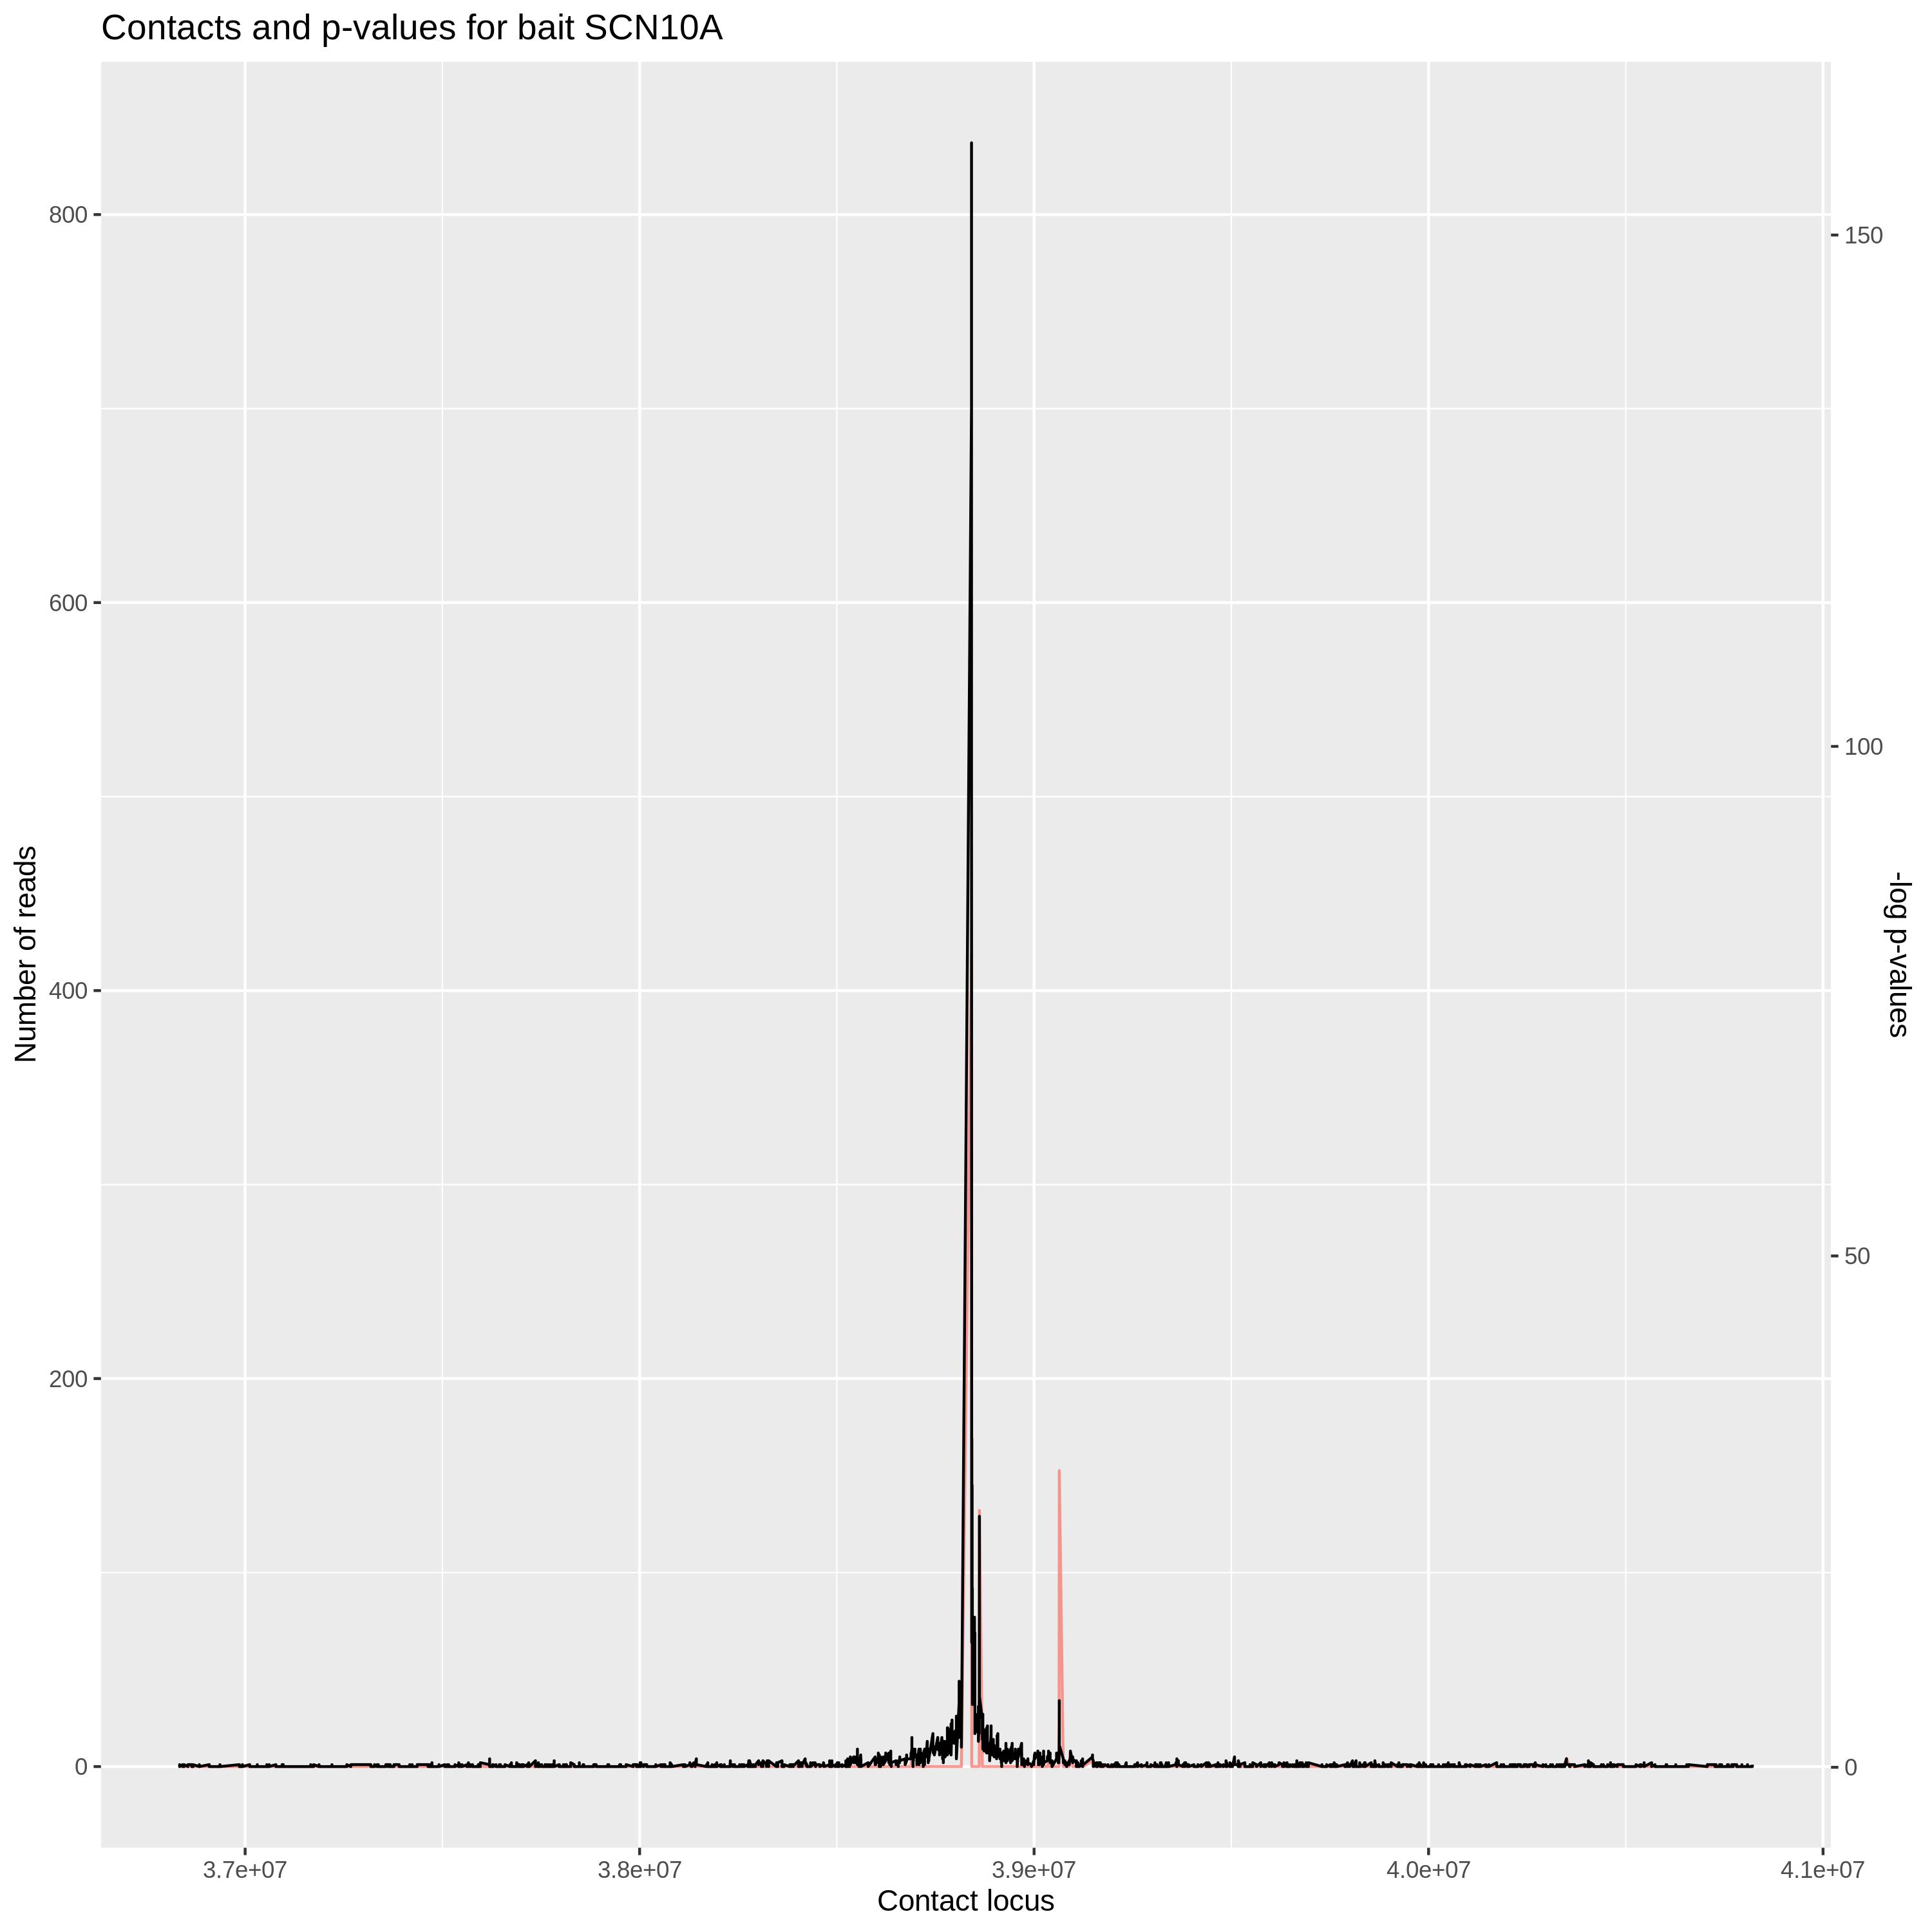 Contacts and p-values for bait SCN10A
800
600
400
200
0
Number of reads
150
100
50
0
-log p-values
3.7e+07
3.8e+07
3.9e+07
4.0e+07
4.1e+07
Contact locus